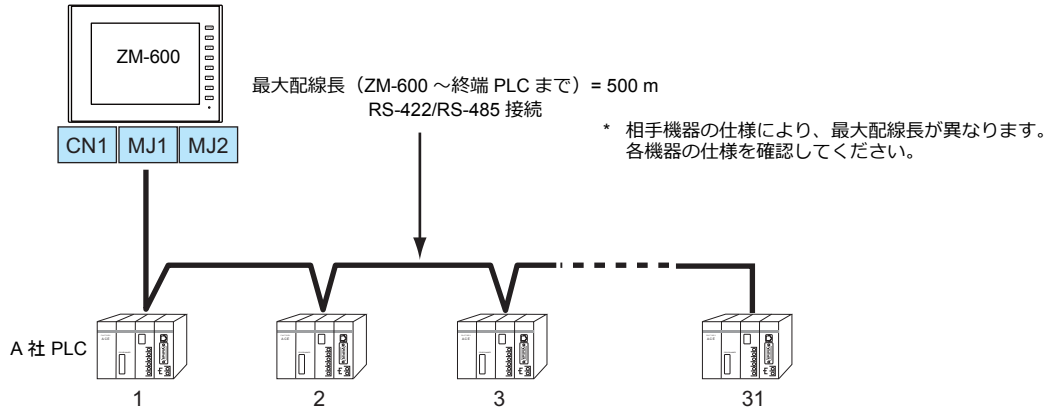 ZM-600
CN1 MJ1 MJ2
最大配線長（ZM-600 ～終端 PLC まで）= 500 m
RS-422/RS-485 接続
* 相手機器の仕様により、最大配線長が異なります。
各機器の仕様を確認してください。
A 社 PLC
1 2 3 31